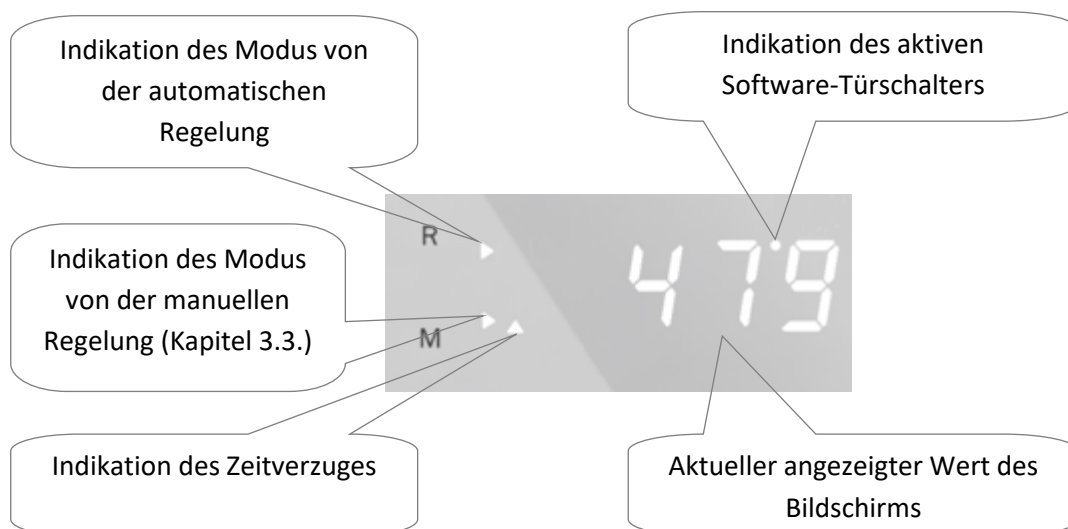 Indikation des Modus von
der automatischen
Regelung
Indikation des aktiven
Software-Türschalters
R
479
Indikation des Modus
von der manuellen
Regelung (Kapitel 3.3.)
M
Indikation des Zeitverzuges
Aktueller angezeigter Wert des
Bildschirms